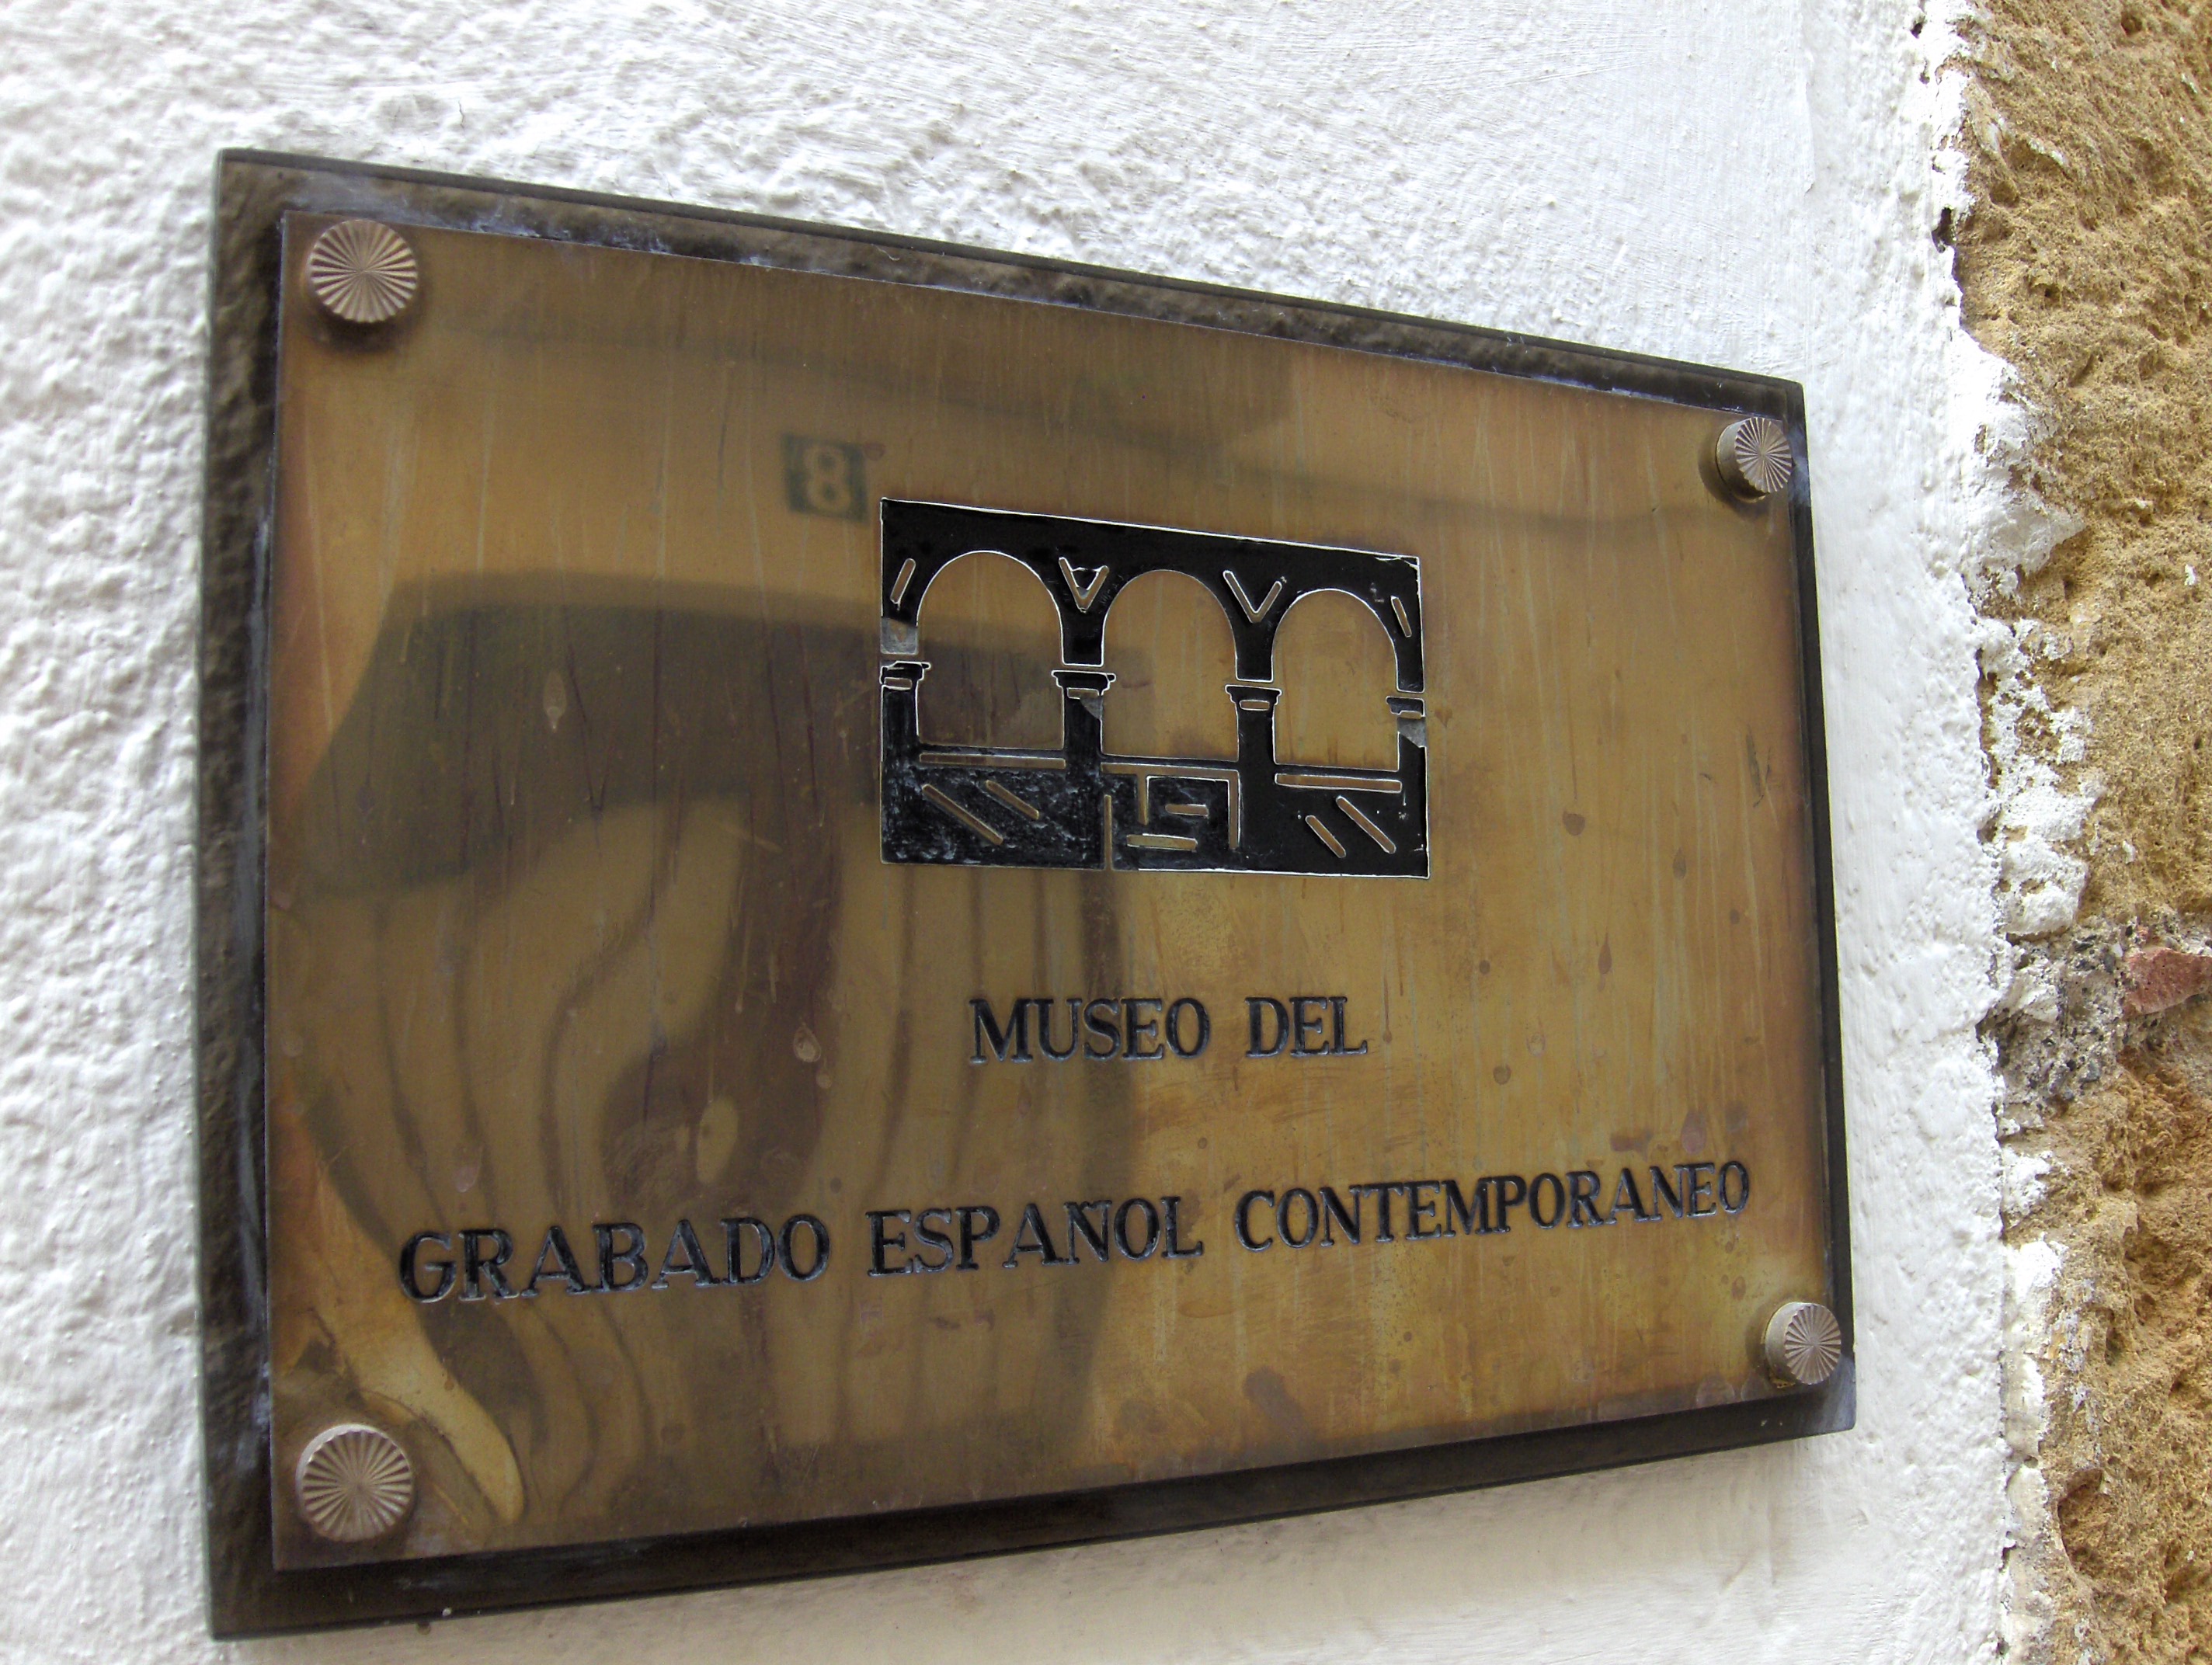 8
MUSEO DEL
GRABADO ESPAÑOL CONTEMPORANEO